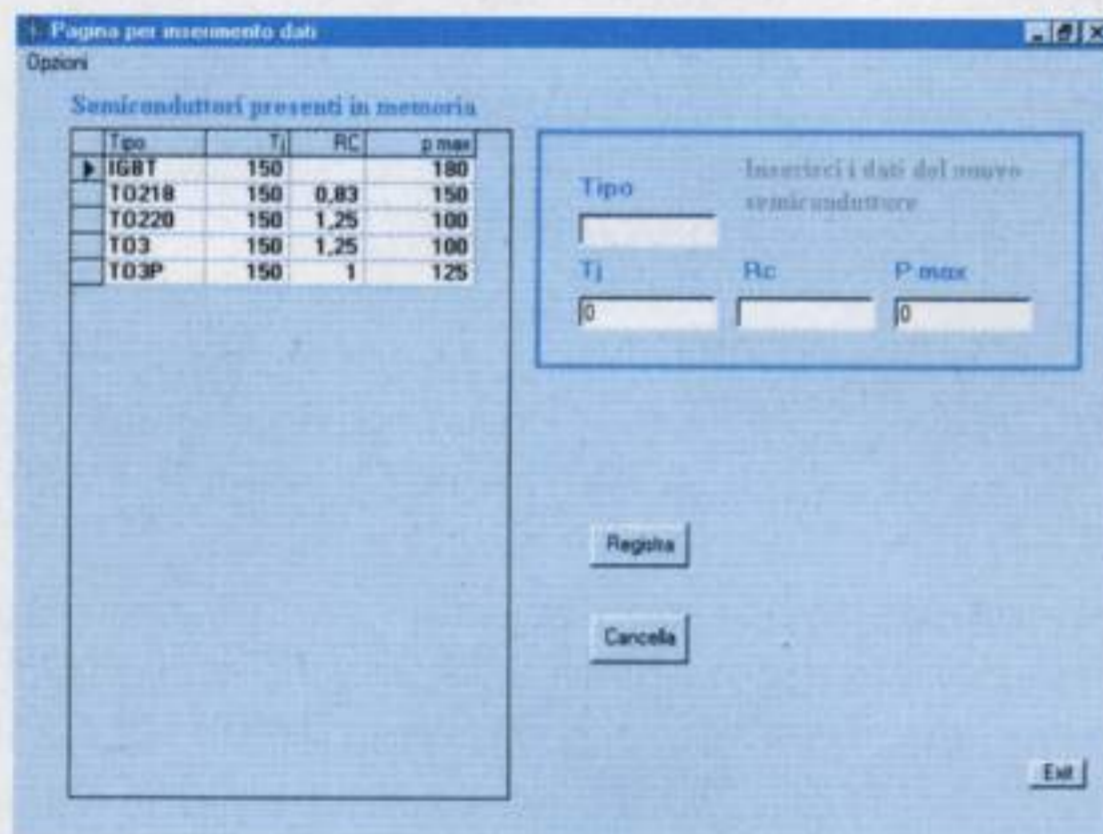 Pagina per inserimento dati
Opzioni
Semiconduttori presenti in memoria
Tipo Tj RC p max
IGBT 150 180
TO218 150 0,83 150
TO220 150 1,25 100
TO3 150 1,25 100
TO3P 150 1 125
Inserisci i dati del nuovo
semiconduttore
Tipo
Tj Rc P max
0 0
Registra
Cancella
Exit